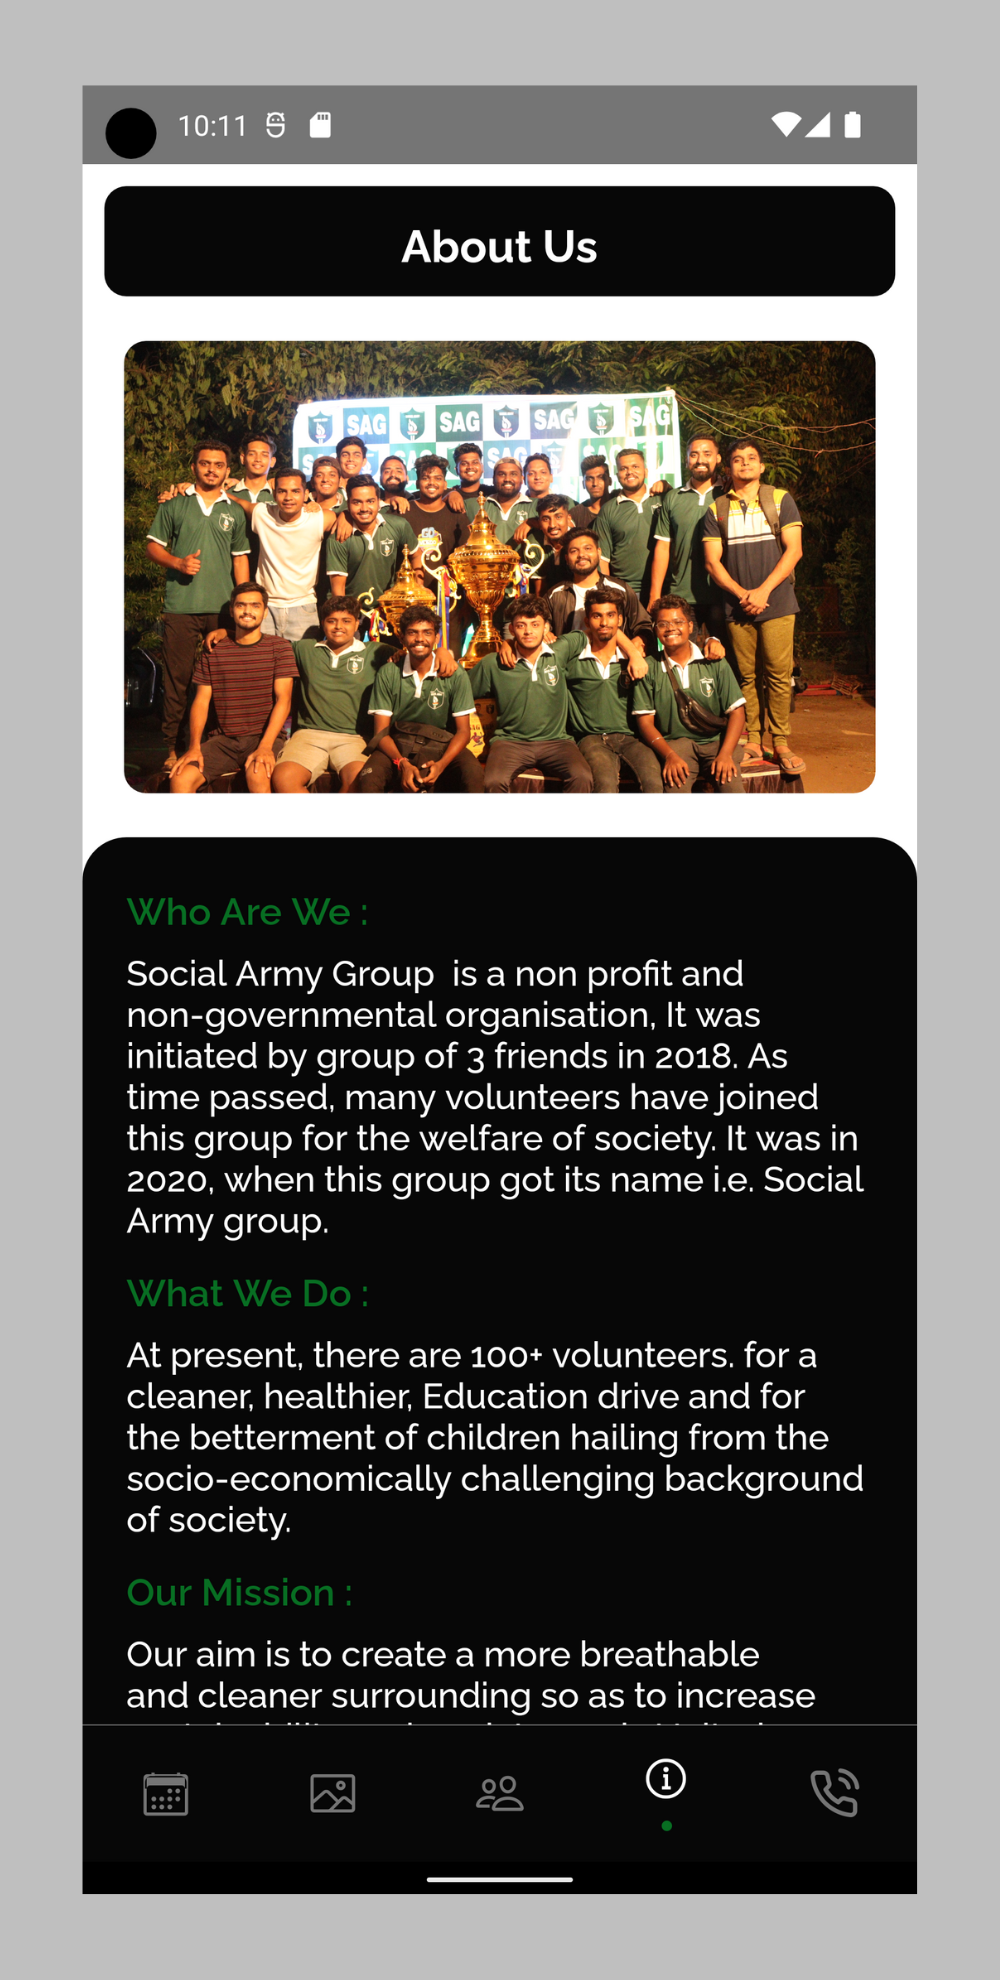 10:11
About Us
SAG SAG SAG SAG
SAG
Who Are We :
Social Army Group  is a non profit and
non-governmental organisation, It was
initiated by group of 3 friends in 2018. As
time passed, many volunteers have joined
this group for the welfare of society. It was in
2020, when this group got its name i.e. Social
Army group.
What We Do :
At present, there are 100+ volunteers. for a
cleaner, healthier, Education drive and for
the betterment of children hailing from the
socio-economically challenging background
of society.
Our Mission :
Our aim is to create a more breathable
and cleaner surrounding so as to increase